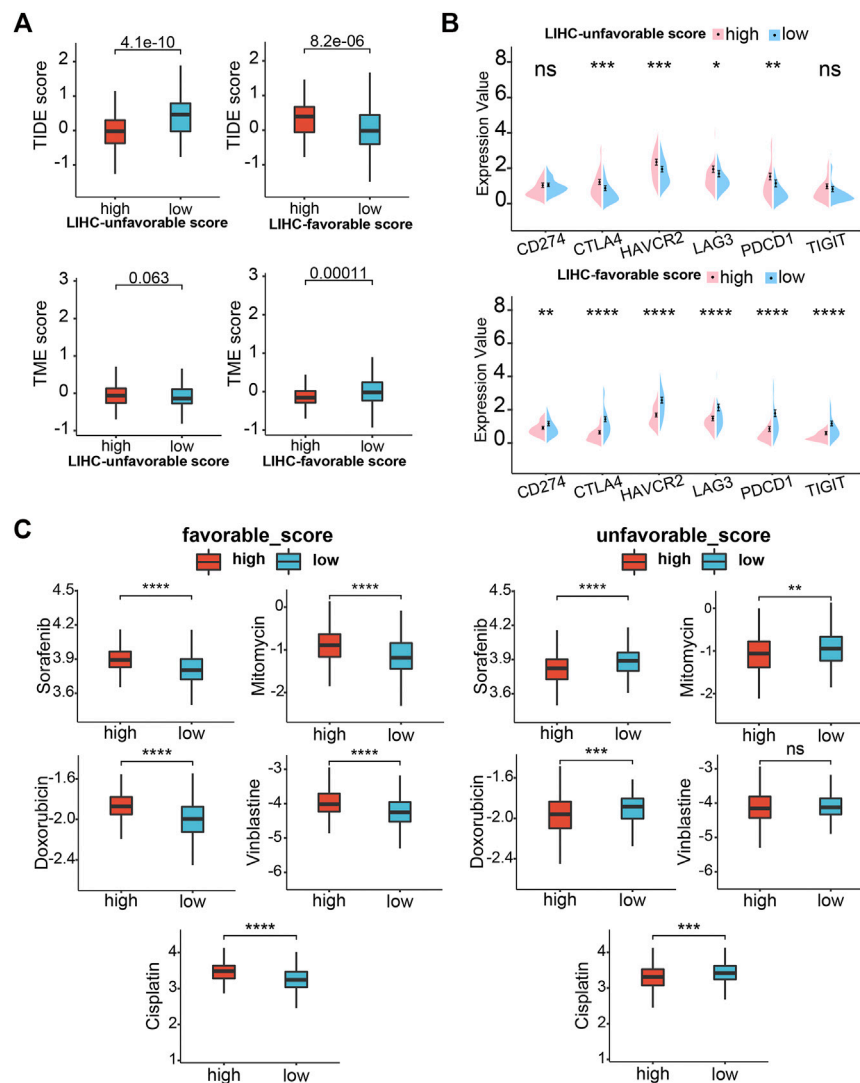 A
4.1e-10
8.2e-06
TIDE score
2
1
0
-1
high
low
LIHC-unfavorable score
TIDE score
2
1
0
-1
high
low
LIHC-favorable score
0.063
0.00011
TME score
3
2
1
0
-1
high
low
LIHC-unfavorable score
TME score
3
2
1
0
-1
high
low
LIHC-favorable score
B
LIHC-unfavorable score high low
Expression Value
8
6
4
2
0
ns *** *** * ** ns
CD274 CTLA4 HAVCR2 LAG3 PDCD1 TIGIT
LIHC-favorable score high low
Expression Value
8
6
4
2
0
** **** **** **** **** ****
CD274 CTLA4 HAVCR2 LAG3 PDCD1 TIGIT
C
favorable_score
high low
Sorafenib
4.5
4.2
3.9
3.6
****
high low
Mitomycin
0
-1
-2
****
high low
Doxorubicin
-1.6
-2.0
-2.4
****
high low
Vinblastine
-3
-4
-5
-6
****
high low
Cisplatin
4
3
2
1
****
high low
unfavorable_score
high low
Sorafenib
4.5
4.2
3.9
3.6
****
high low
Mitomycin
0
-1
-2
**
high low
Doxorubicin
-1.6
-2.0
-2.4
***
high low
Vinblastine
-3
-4
-5
-6
ns
high low
Cisplatin
4
3
2
1
***
high low